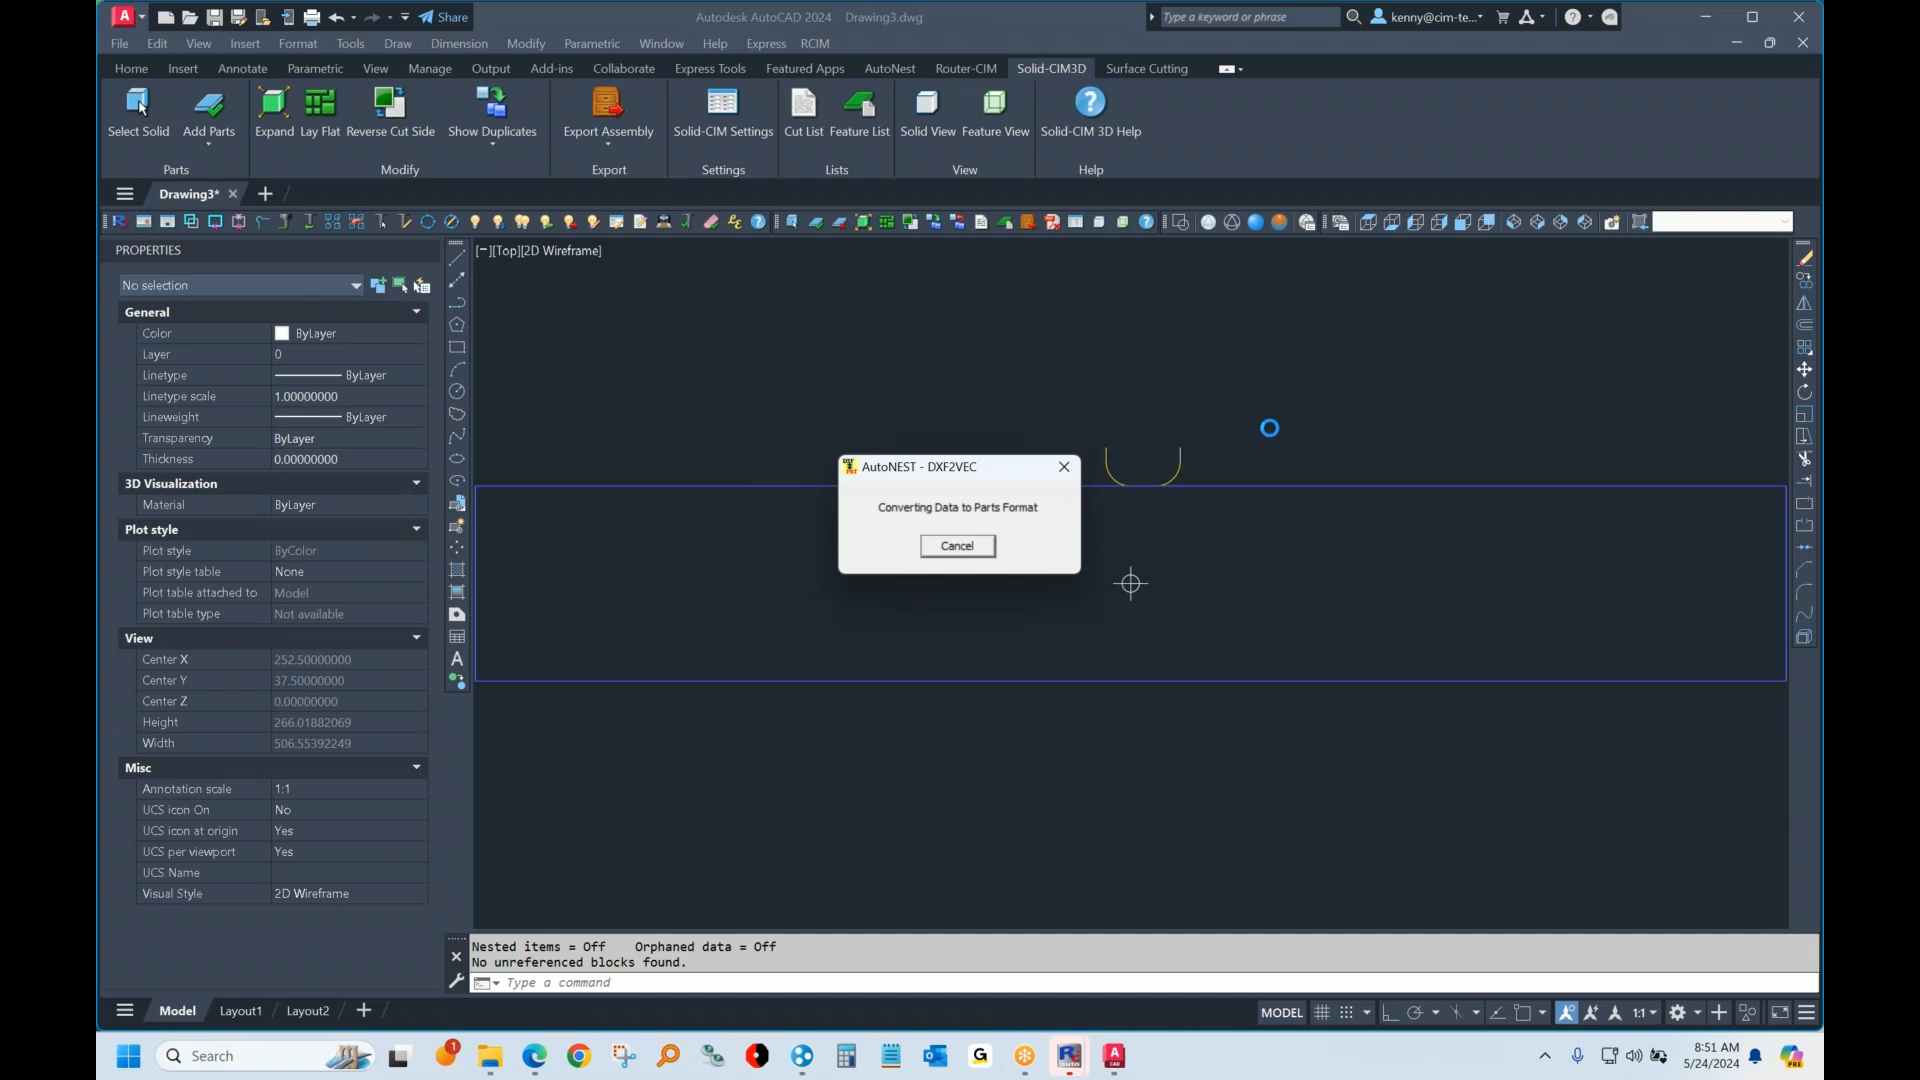 Share
Autodesk AutoCAD 2024 Drawing3.dwg
Type a keyword or phrase
kenny@cim-te...
File Edit View Insert Format Tools Draw Dimension Modify Parametric Window Help Express RCIM
Home Insert Annotate Parametric View Manage Output Add-ins Collaborate Express Tools Featured Apps AutoNest Router-CIM Solid-CIM3D Surface Cutting
Select Solid Add Parts Expand Lay Flat Reverse Cut Side Show Duplicates Export Assembly Solid-CIM Settings Cut List Feature List Solid View Feature View Solid-CIM 3D Help
Parts Modify Export Settings Lists View Help
Drawing3*
PROPERTIES
[−][Top][2D Wireframe]
No selection
General
Color ByLayer
Layer 0
Linetype ByLayer
Linetype scale 1.00000000
Lineweight ByLayer
Transparency ByLayer
Thickness 0.00000000
3D Visualization
Material ByLayer
Plot style
Plot style ByColor
Plot style table None
Plot table attached to Model
Plot table type Not available
View
Center X 252.50000000
Center Y 37.50000000
Center Z 0.00000000
Height 266.01882069
Width 506.55392249
Misc
Annotation scale 1:1
UCS icon On No
UCS icon at origin Yes
UCS per viewport Yes
UCS Name
Visual Style 2D Wireframe
AutoNEST - DXF2VEC
Converting Data to Parts Format
Cancel
Nested items = Off Orphaned data = Off
No unreferenced blocks found.
Type a command
Model Layout1 Layout2
MODEL 1:1
Search
1
8:51 AM
5/24/2024
PRE